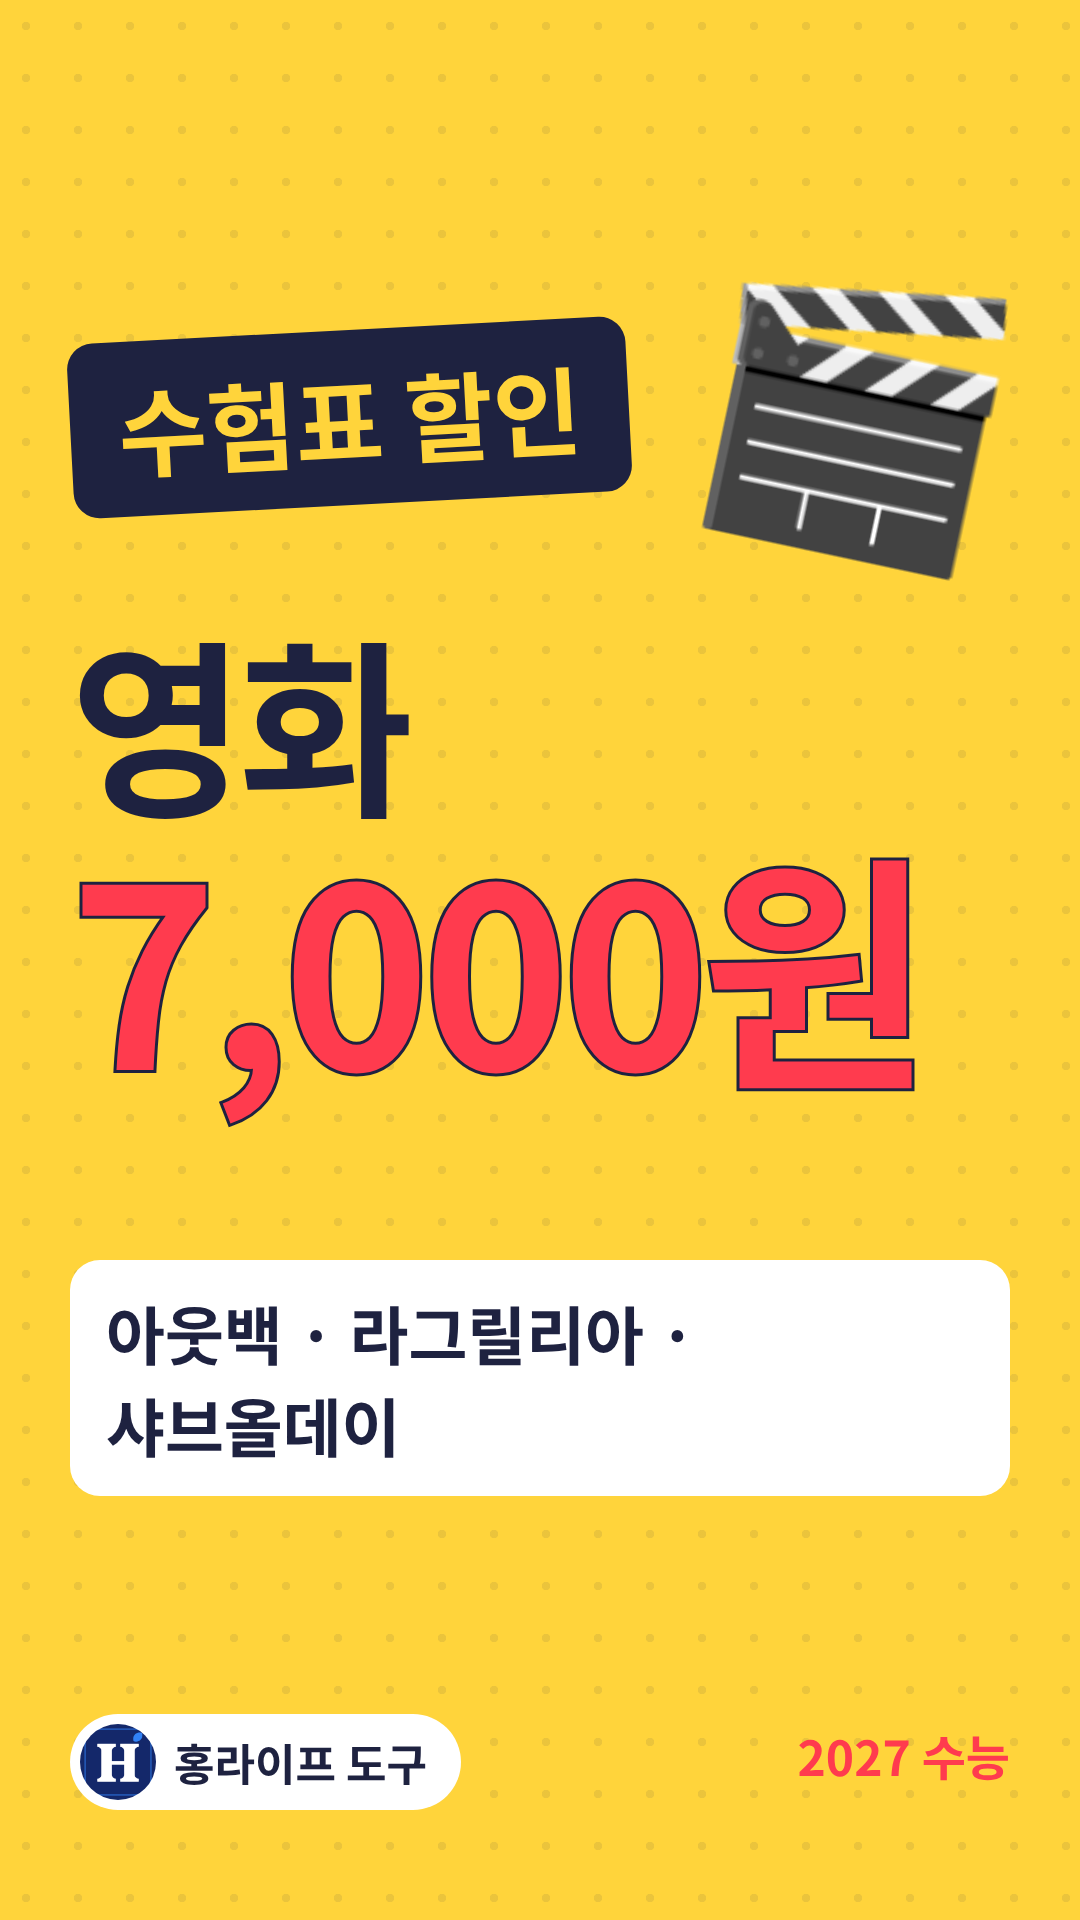 수험표 할인
영화
7,000원
아웃백 · 라그릴리아 ·
샤브올데이
H 홍라이프 도구
2027 수능